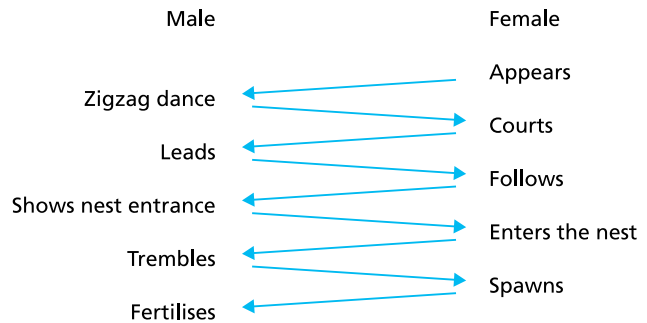 Male Female
Appears
Zigzag dance
Courts
Leads
Follows
Shows nest entrance
Enters the nest
Trembles
Spawns
Fertilises